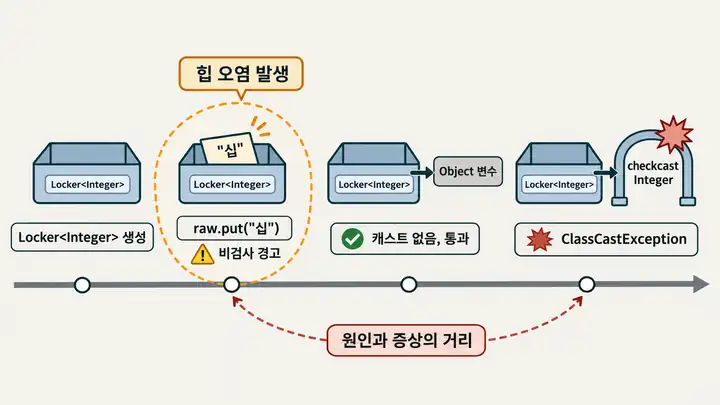 힙 오염 발생
"십"
Locker<Integer>
Locker<Integer>
Locker<Integer>
Object 변수
Locker<Integer>
checkcast
Integer
Locker<Integer> 생성
raw.put("십")
비검사 경고
캐스트 없음, 통과
ClassCastException
원인과 증상의 거리